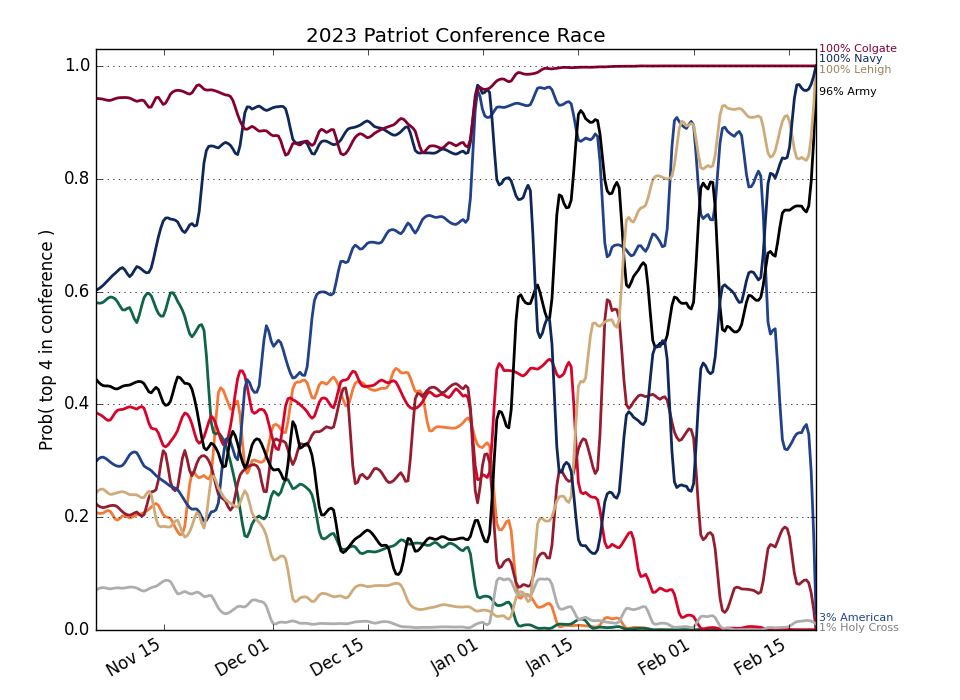 2023 Patriot Conference Race
Prob( top 4 in conference )
1.0
0.8
0.6
0.4
0.2
0.0
Nov 15
Dec 01
Dec 15
Jan 01
Jan 15
Feb 01
Feb 15
100% Colgate
100% Navy
100% Lehigh
96% Army
3% American
1% Holy Cross